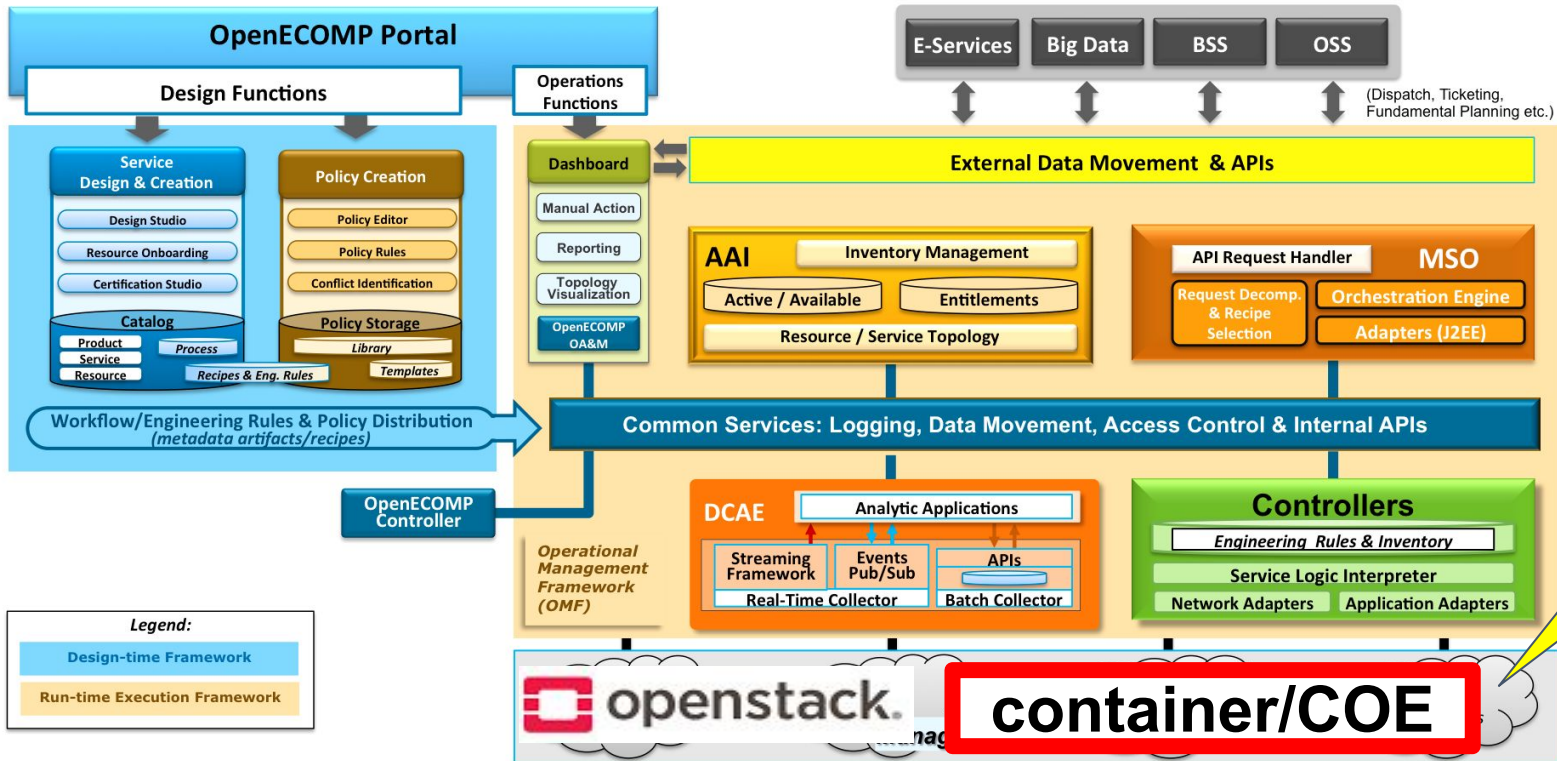 OpenECOMP Portal
Design Functions
Operations
Functions
E-Services
Big Data
BSS
OSS
(Dispatch, Ticketing,
Fundamental Planning etc.)
Service
Design & Creation
Design Studio
Resource Onboarding
Certification Studio
Catalog
Product
Service
Resource
Process
Recipes & Eng. Rules
Policy Creation
Policy Editor
Policy Rules
Conflict Identification
Policy Storage
Library
Templates
Workflow/Engineering Rules & Policy Distribution
(metadata artifacts/recipes)
Dashboard
Manual Action
Reporting
Topology
Visualization
OpenECOMP
OA&M
External Data Movement & APIs
AAI
Inventory Management
Active / Available
Entitlements
Resource / Service Topology
API Request Handler
MSO
Request Decomp.
& Recipe
Selection
Orchestration Engine
Adapters (J2EE)
Common Services: Logging, Data Movement, Access Control & Internal APIs
OpenECOMP
Controller
Operational
Management
Framework
(OMF)
DCAE
Analytic Applications
Streaming
Framework
Events
Pub/Sub
APIs
Real-Time Collector
Batch Collector
Controllers
Engineering Rules & Inventory
Service Logic Interpreter
Network Adapters
Application Adapters
Legend:
Design-time Framework
Run-time Execution Framework
openstack.
container/COE